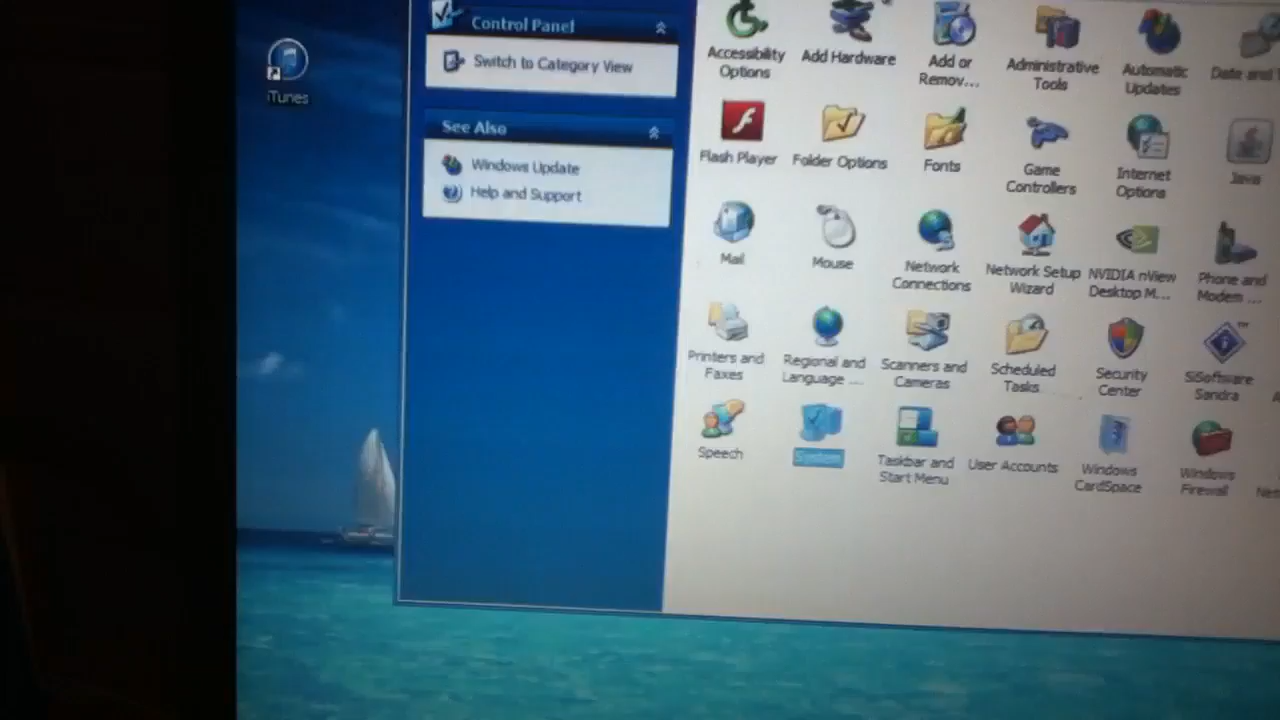 iTunes
Control Panel
Switch to Category View
See Also
Windows Update
Help and Support
Accessibility
Options
Add Hardware
Add or
Remov...
Administrative
Tools
Automatic
Updates
Date and
Flash Player
Folder Options
Fonts
Game
Controllers
Internet
Options
Java
Mail
Mouse
Network
Connections
Network Setup
Wizard
NVIDIA nView
Desktop M...
Phone and
Modem ...
Printers and
Faxes
Regional and
Language ...
Scanners and
Cameras
Scheduled
Tasks
Security
Center
SiSoftware
Sandra
TM
Speech
System
Taskbar and
Start Menu
User Accounts
Windows
CardSpace
Windows
Firewall